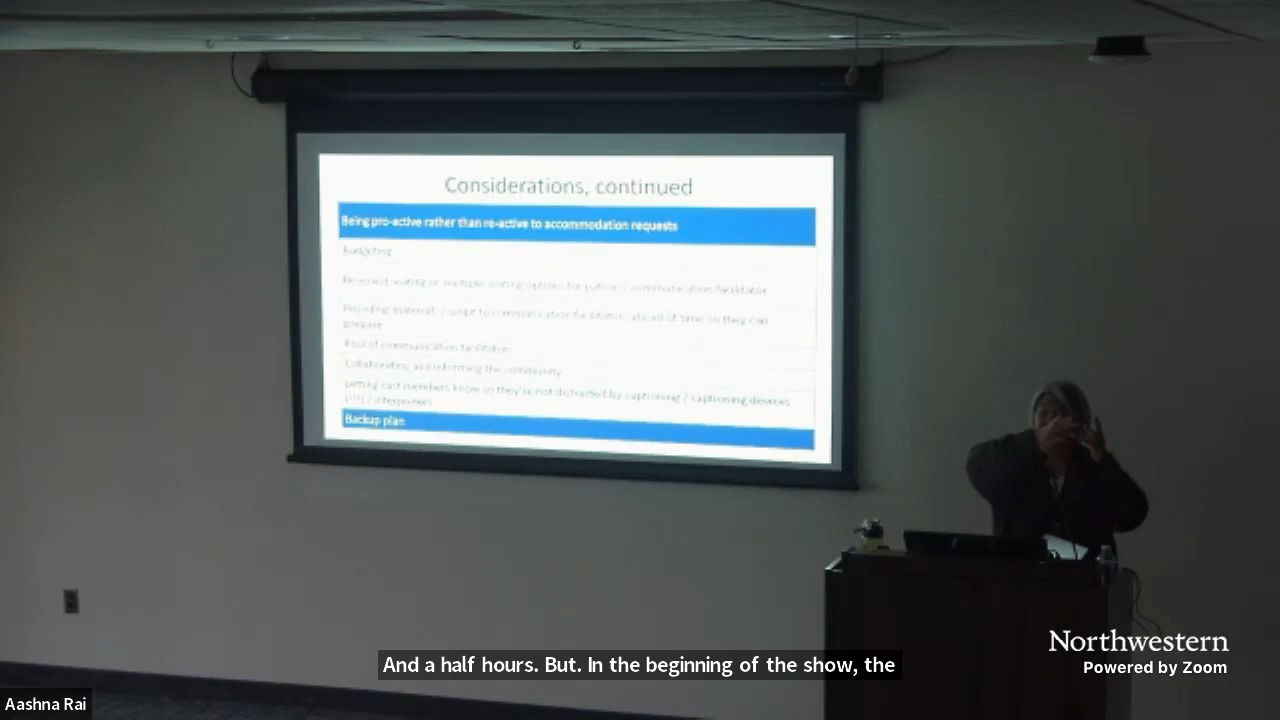 Considerations, continued
Being pro-active rather than re-active to accommodation requests
Budgeting
Reserved seating or multiple seating options for patron / communication facilitator
Providing materials / script to communication facilitators ahead of time so they can
prepare
Pool of communication facilitators
Collaborating and informing the community
Letting cast members know so they're not distracted by captioning / captioning devices
(!!!) / interpreters
Backup plan
Northwestern
Powered by Zoom
And a half hours. But. In the beginning of the show, the
Aashna Rai